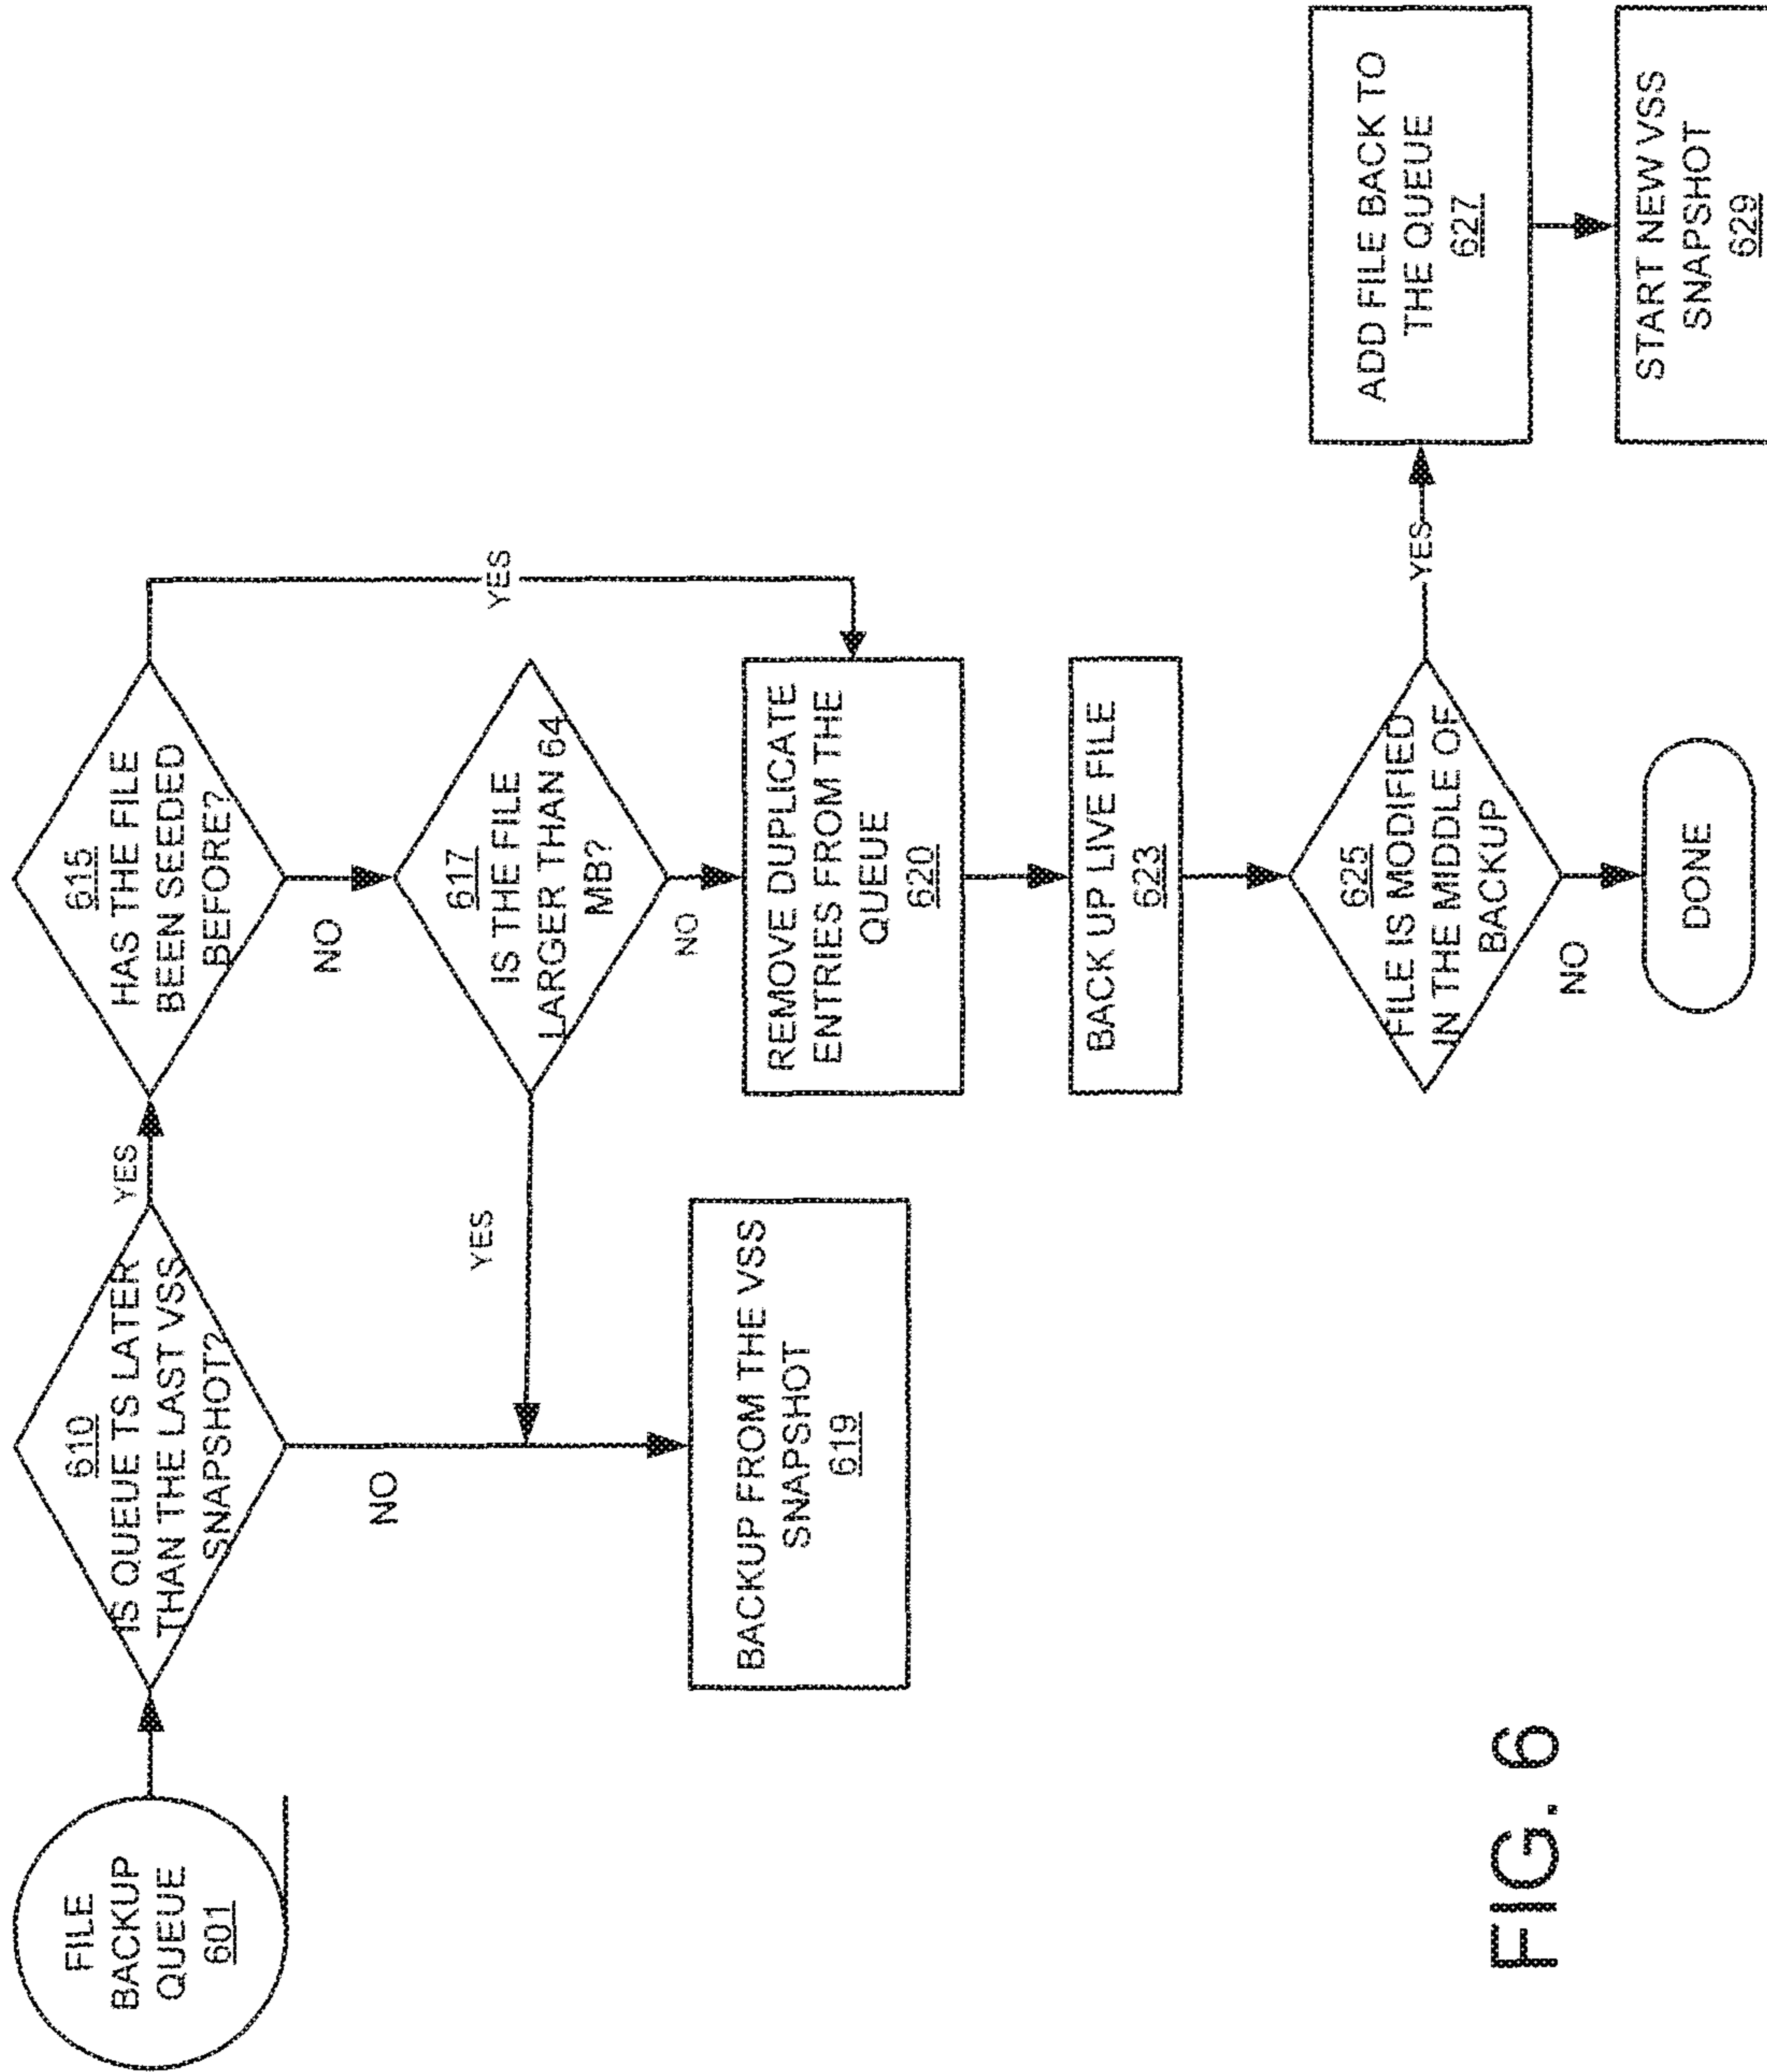 FILE
BACKUP
QUEUE
601
610
IS QUEUE TS LATER
THAN THE LAST VSS
SNAPSHOT?
YES
NO
615
HAS THE FILE
BEEN SEEDED
BEFORE?
YES
NO
617
IS THE FILE
LARGER THAN 64
MB?
YES
NO
BACKUP FROM THE VSS
SNAPSHOT
619
REMOVE DUPLICATE
ENTRIES FROM THE
QUEUE
620
BACK UP LIVE FILE
623
625
FILE IS MODIFIED
IN THE MIDDLE OF
BACKUP
YES
NO
ADD FILE BACK TO
THE QUEUE
627
START NEW VSS
SNAPSHOT
629
DONE
FIG. 6